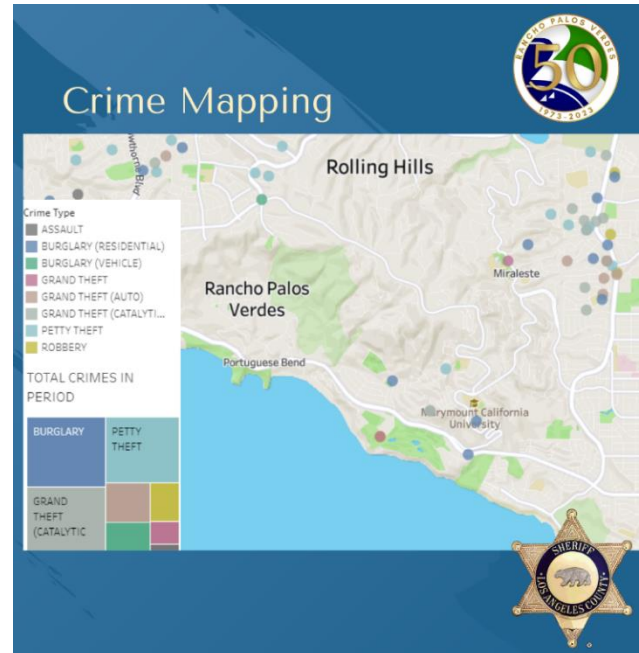 RANCHO PALOS VERDES
50
1973-2023
Crime Mapping
Rolling Hills
Crime Type
ASSAULT
BURGLARY (RESIDENTIAL)
BURGLARY (VEHICLE)
GRAND THEFT
GRAND THEFT (AUTO)
GRAND THEFT (CATALYTI...
PETTY THEFT
ROBBERY
Miraleste
Rancho Palos
Verdes
Portuguese Bend
Marymount California
University
TOTAL CRIMES IN
PERIOD
BURGLARY
PETTY
THEFT
GRAND
THEFT
(CATALYTIC
SHERIFF
LOS ANGELES COUNTY